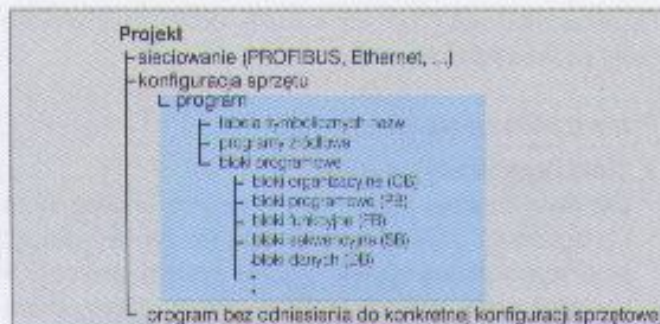 Projekt
sieciowanie (PROFIBUS, Ethernet, ...)
konfiguracja sprzętu
program
tabela symbolicznych nazw
programy źródłowe
bloki programowe
bloki organizacyjne (OB)
bloki programowe (PB)
bloki funkcyjne (FB)
bloki sekwencyjne (SB)
bloki danych (DB)
program bez odniesienia do konkretnej konfiguracji sprzętowej